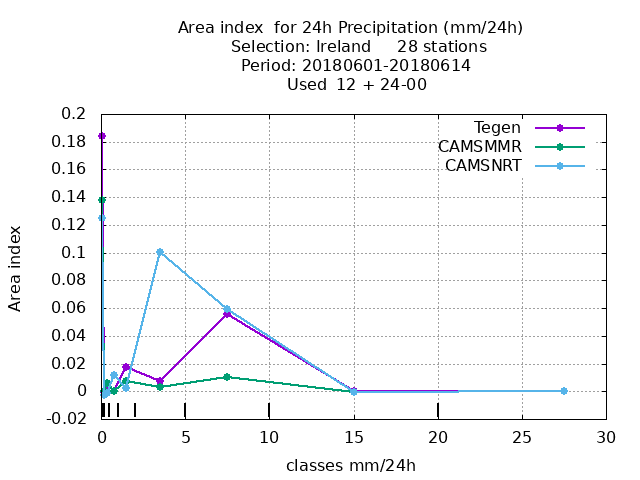 Area index  for 24h Precipitation (mm/24h)
Selection: Ireland     28 stations
Period: 20180601-20180614
Used  12 + 24-00
Tegen
CAMSMMR
CAMSNRT
0.2
0.18
0.16
0.14
0.12
0.1
0.08
0.06
0.04
0.02
0
-0.02
Area index
0 5 10 15 20 25 30
classes mm/24h